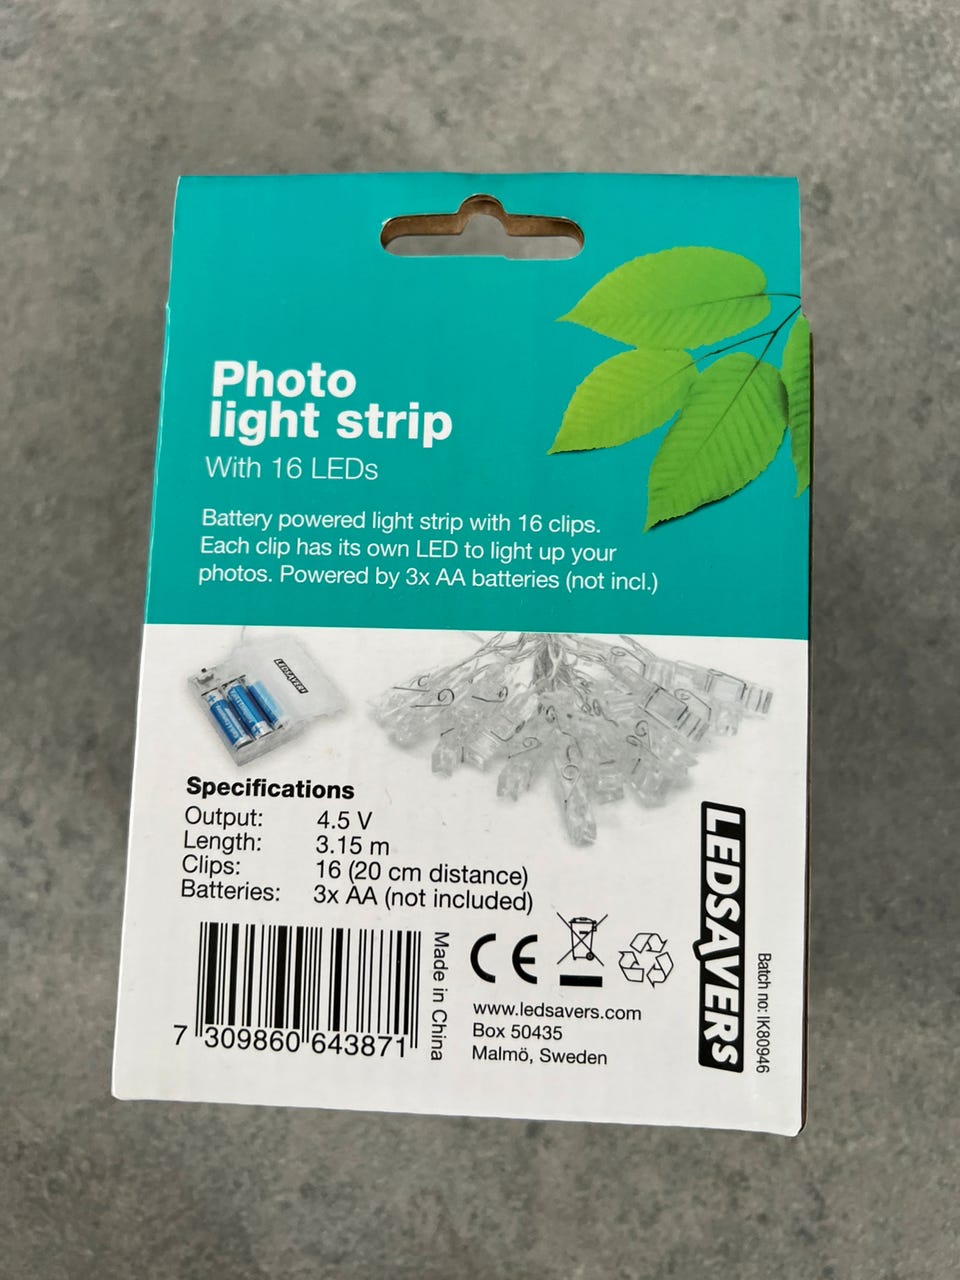 Photo
light strip
With 16 LEDs
Battery powered light strip with 16 clips.
Each clip has its own LED to light up your
photos. Powered by 3x AA batteries (not incl.)
LEDSAVERS
Specifications
Output: 4.5 V
Length: 3.15 m
Clips: 16 (20 cm distance)
Batteries: 3x AA (not included)
7 309860 643871
Made in China
CE
www.ledsavers.com
Box 50435
Malmö, Sweden
LEDSAVERS
Batch no: IK80946